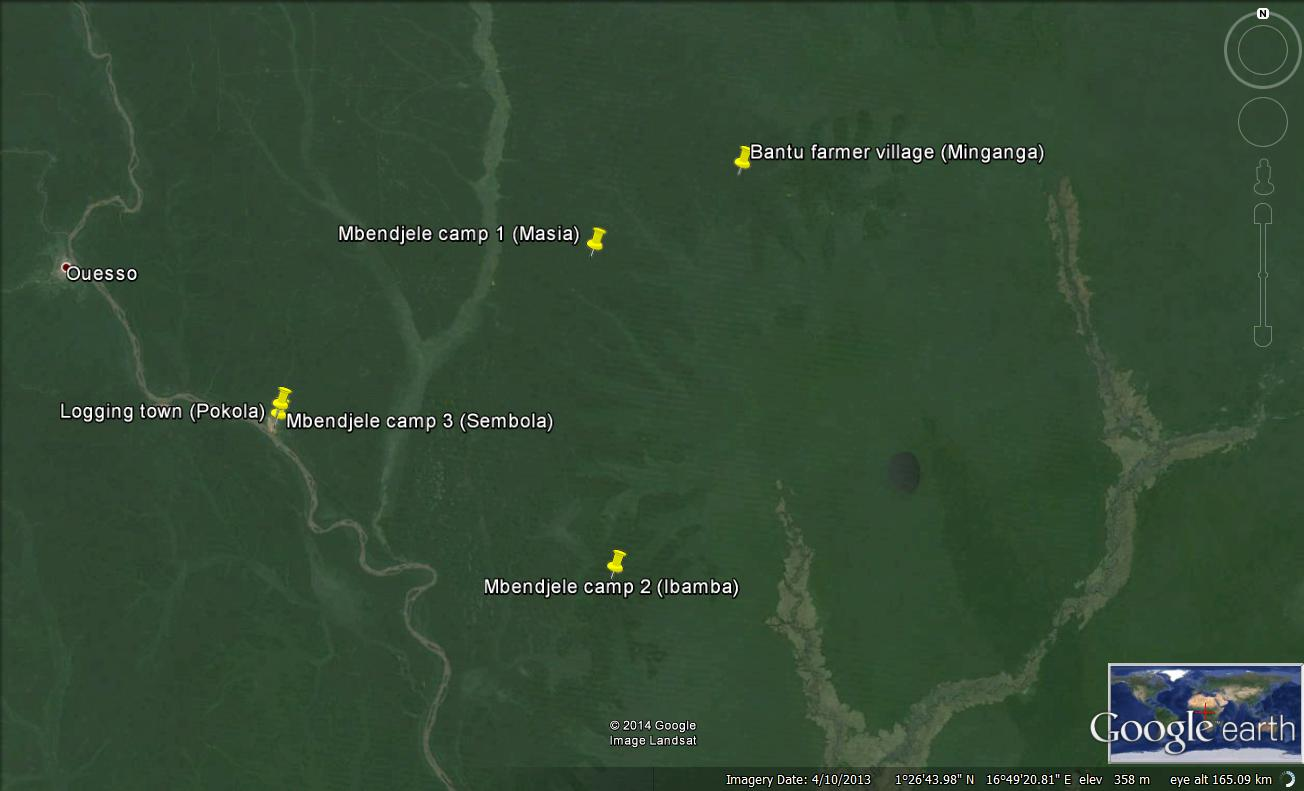 N
Bantu farmer village (Minganga)
Mbendjele camp 1 (Masia)
Ouesso
Logging town (Pokola)
Mbendjele camp 3 (Sembola)
Mbendjele camp 2 (Ibamba)
© 2014 Google
Image Landsat
Google earth
Imagery Date: 4/10/2013 1°26'43.98" N 16°49'20.81" E elev 358 m eye alt 165.09 km